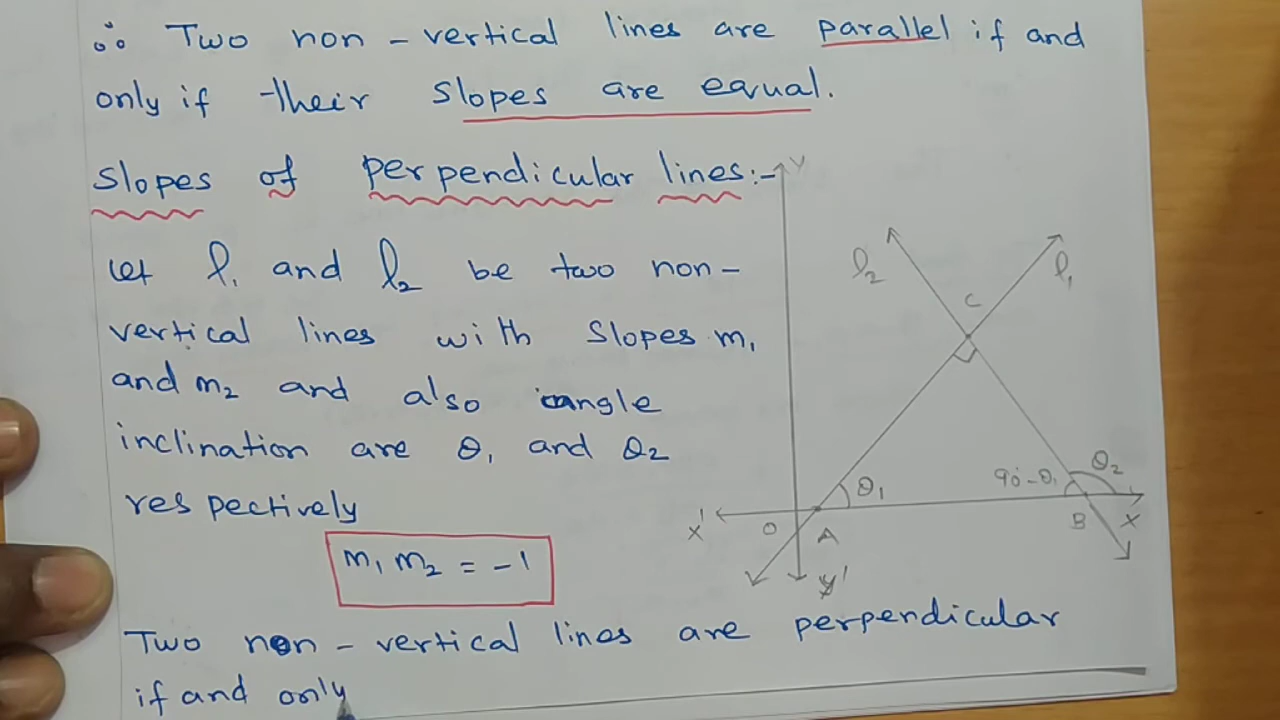 ∴ Two non - vertical lines are parallel if and
only if their slopes are equal.
Slopes of perpendicular lines:-
Let l₁ and l₂ be two non-
vertical lines with Slopes m₁
and m₂ and also angle
inclination are θ₁ and θ₂
res pectively
m₁ m₂ = -1
Two non - vertical lines are perpendicular
if and only
Y
l₂
l₁
C
θ₁
90° - θ₁
θ₂
X'
O
A
B
X
y'